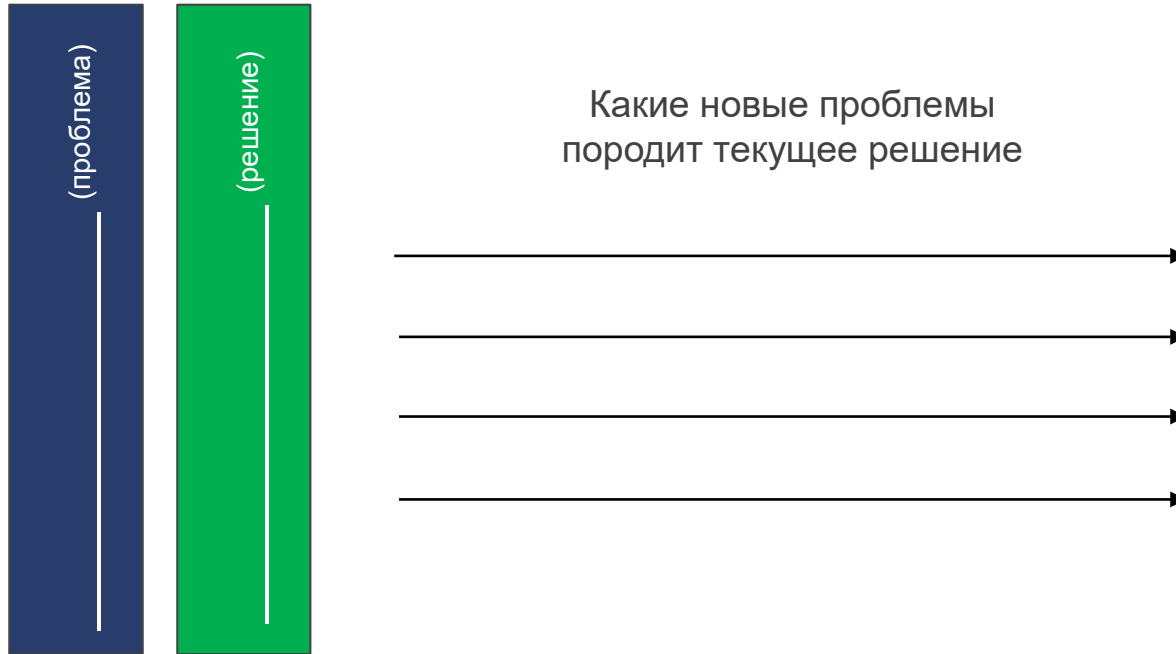 (проблема)
(решение)
Какие новые проблемы
породит текущее решение